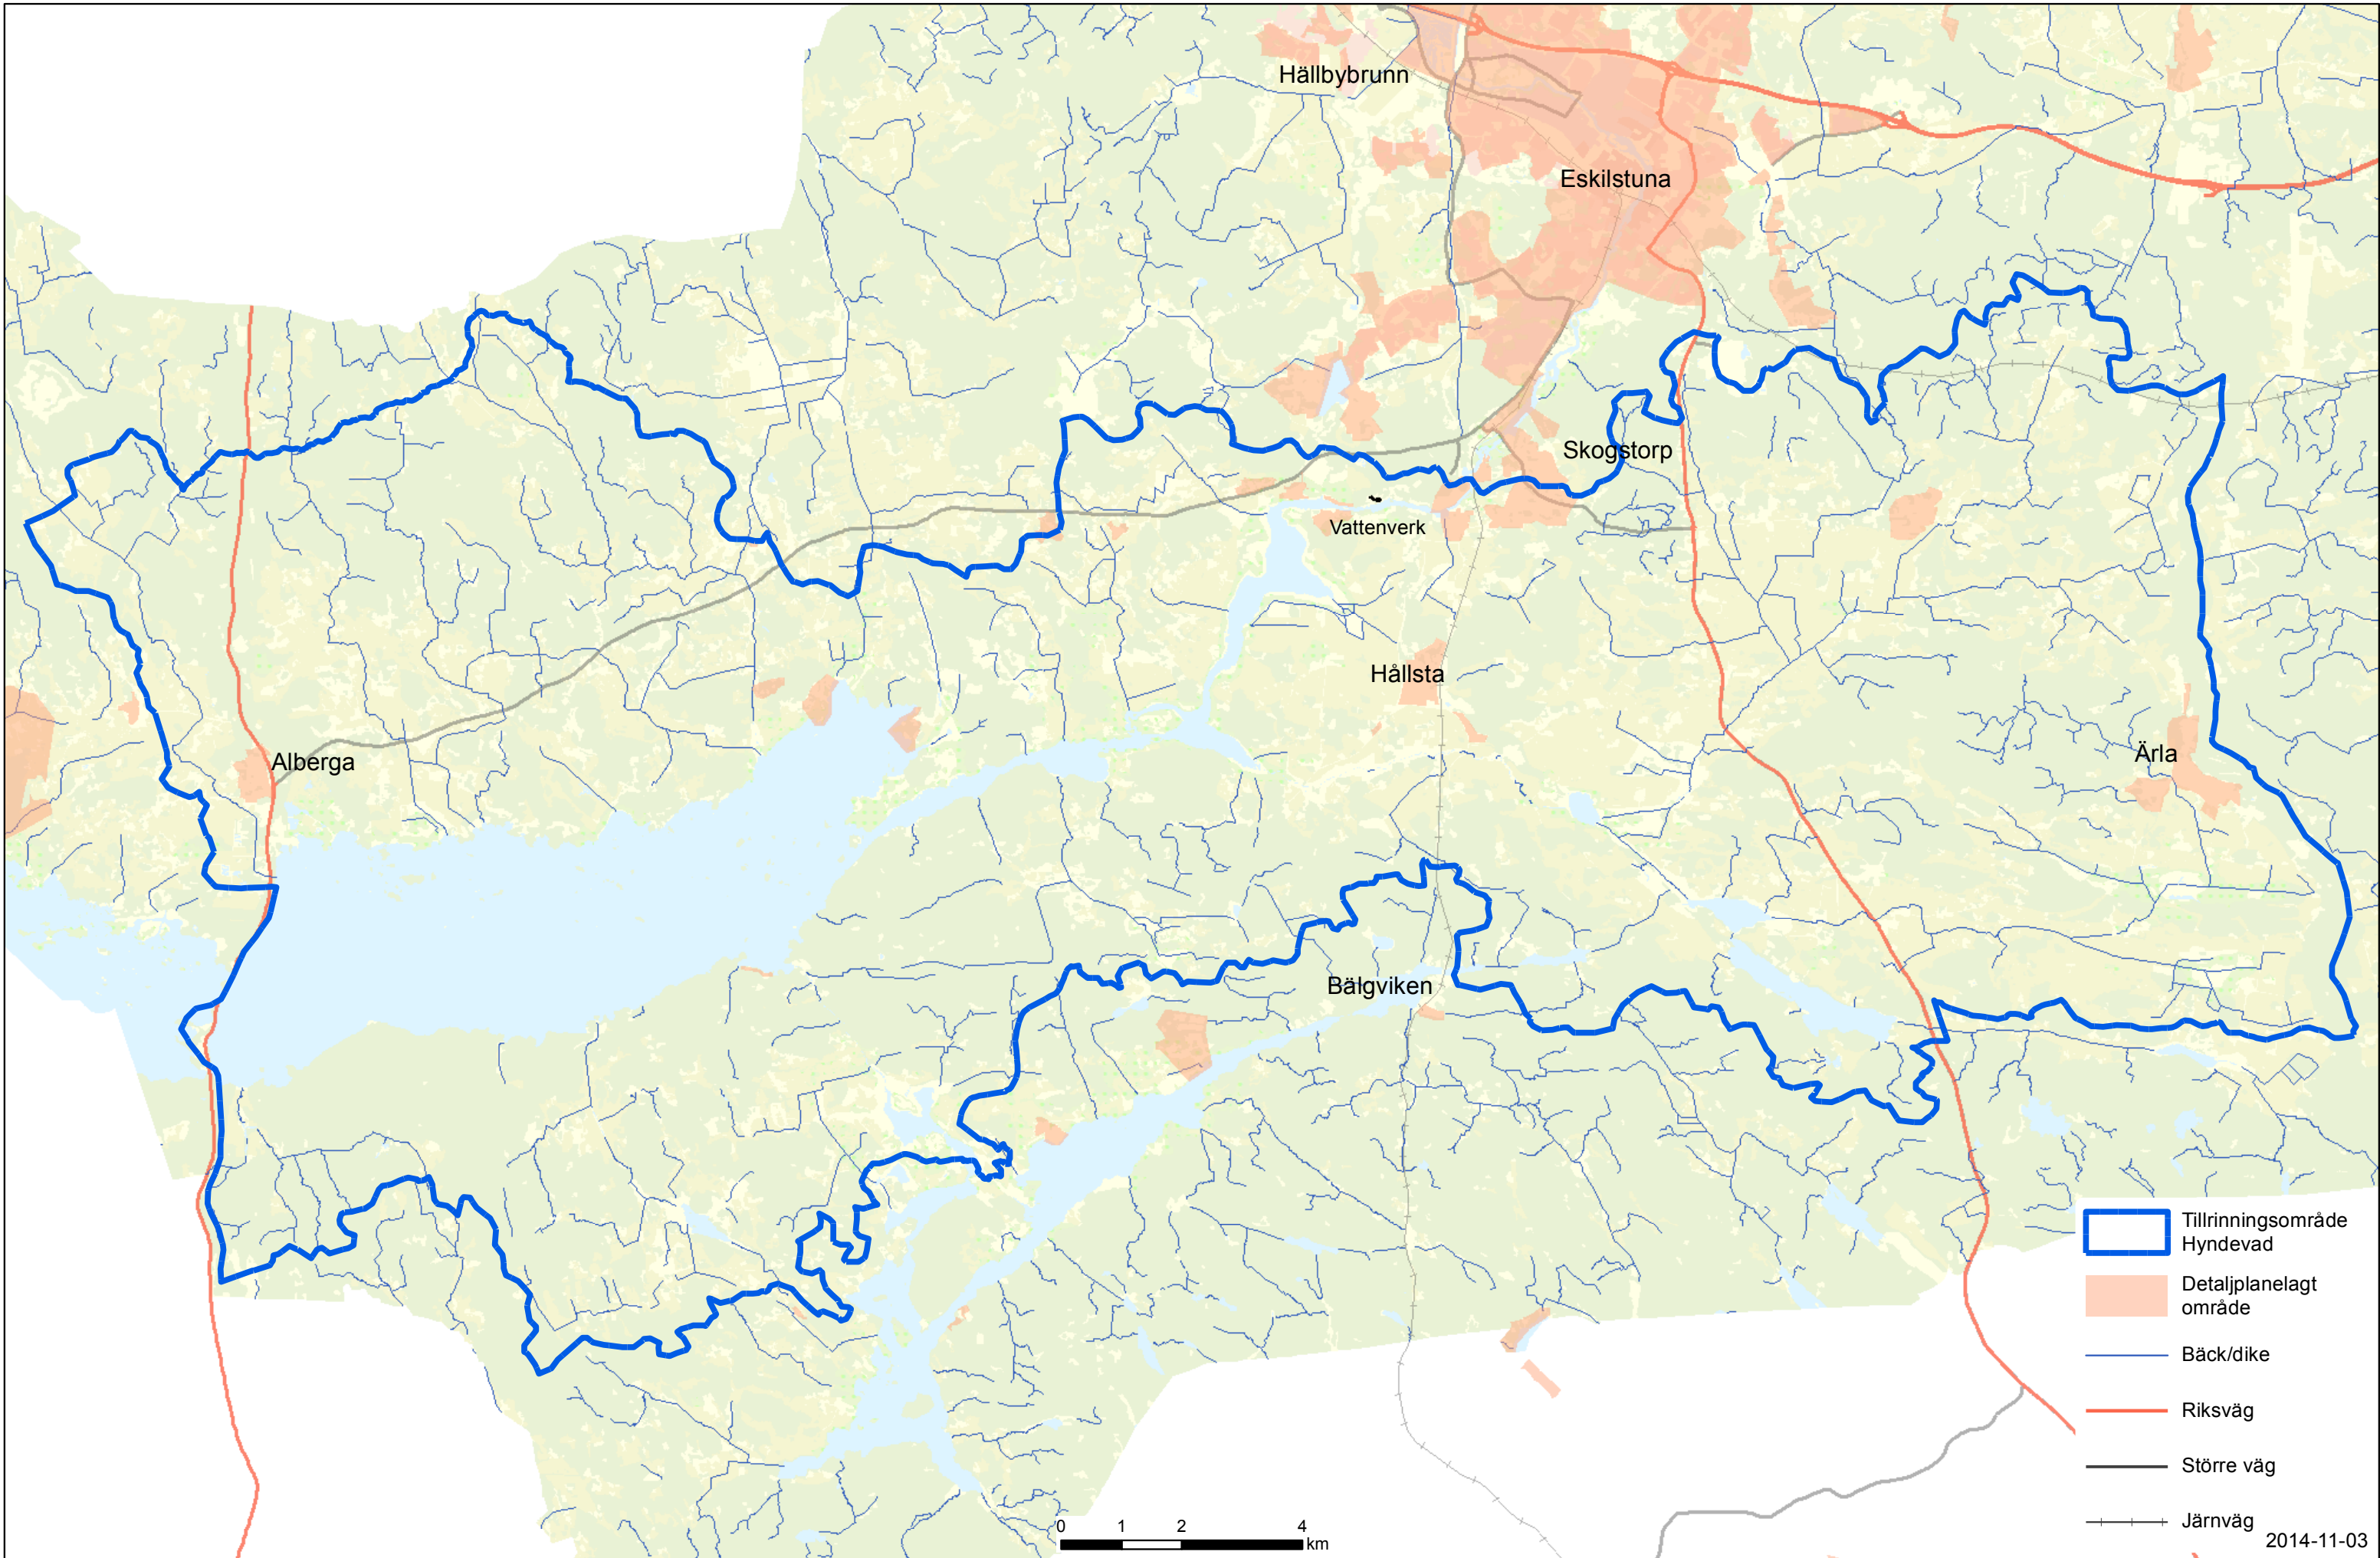 Hällbybrunn
Eskilstuna
Skogstorp
Vattenverk
Hållsta
Ärla
Alberga
Bälgviken
Tillrinningsområde
Hyndevad
Detaljplanelagt
område
Bäck/dike
Riksväg
Större väg
Järnväg
0 1 2 4
km
2014-11-03